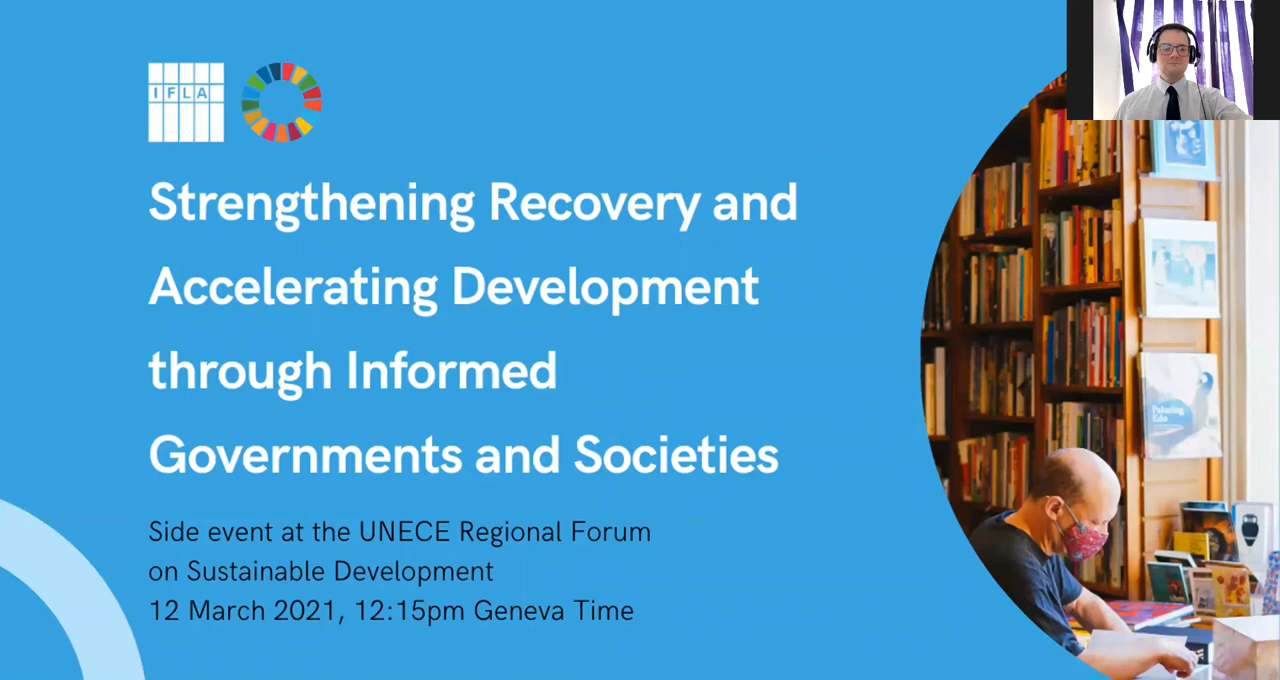 IFLA
Strengthening Recovery and
Accelerating Development
through Informed
Governments and Societies
Side event at the UNECE Regional Forum
on Sustainable Development
12 March 2021, 12:15pm Geneva Time